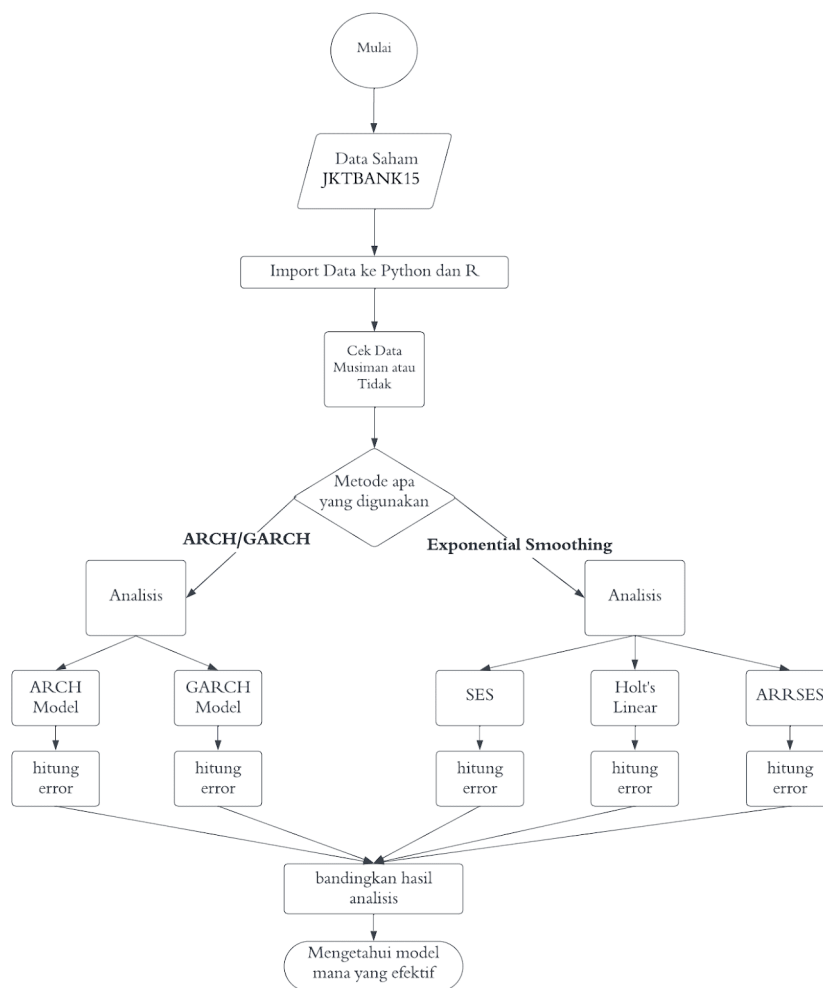 Mulai
Data Saham
JKTBANK15
Import Data ke Python dan R
Cek Data
Musiman atau
Tidak
Metode apa
yang digunakan
ARCH/GARCH
Exponential Smoothing
Analisis
Analisis
ARCH
Model
GARCH
Model
SES
Holt's
Linear
ARRSES
hitung
error
hitung
error
hitung
error
hitung
error
hitung
error
bandingkan hasil
analisis
Mengetahui model
mana yang efektif